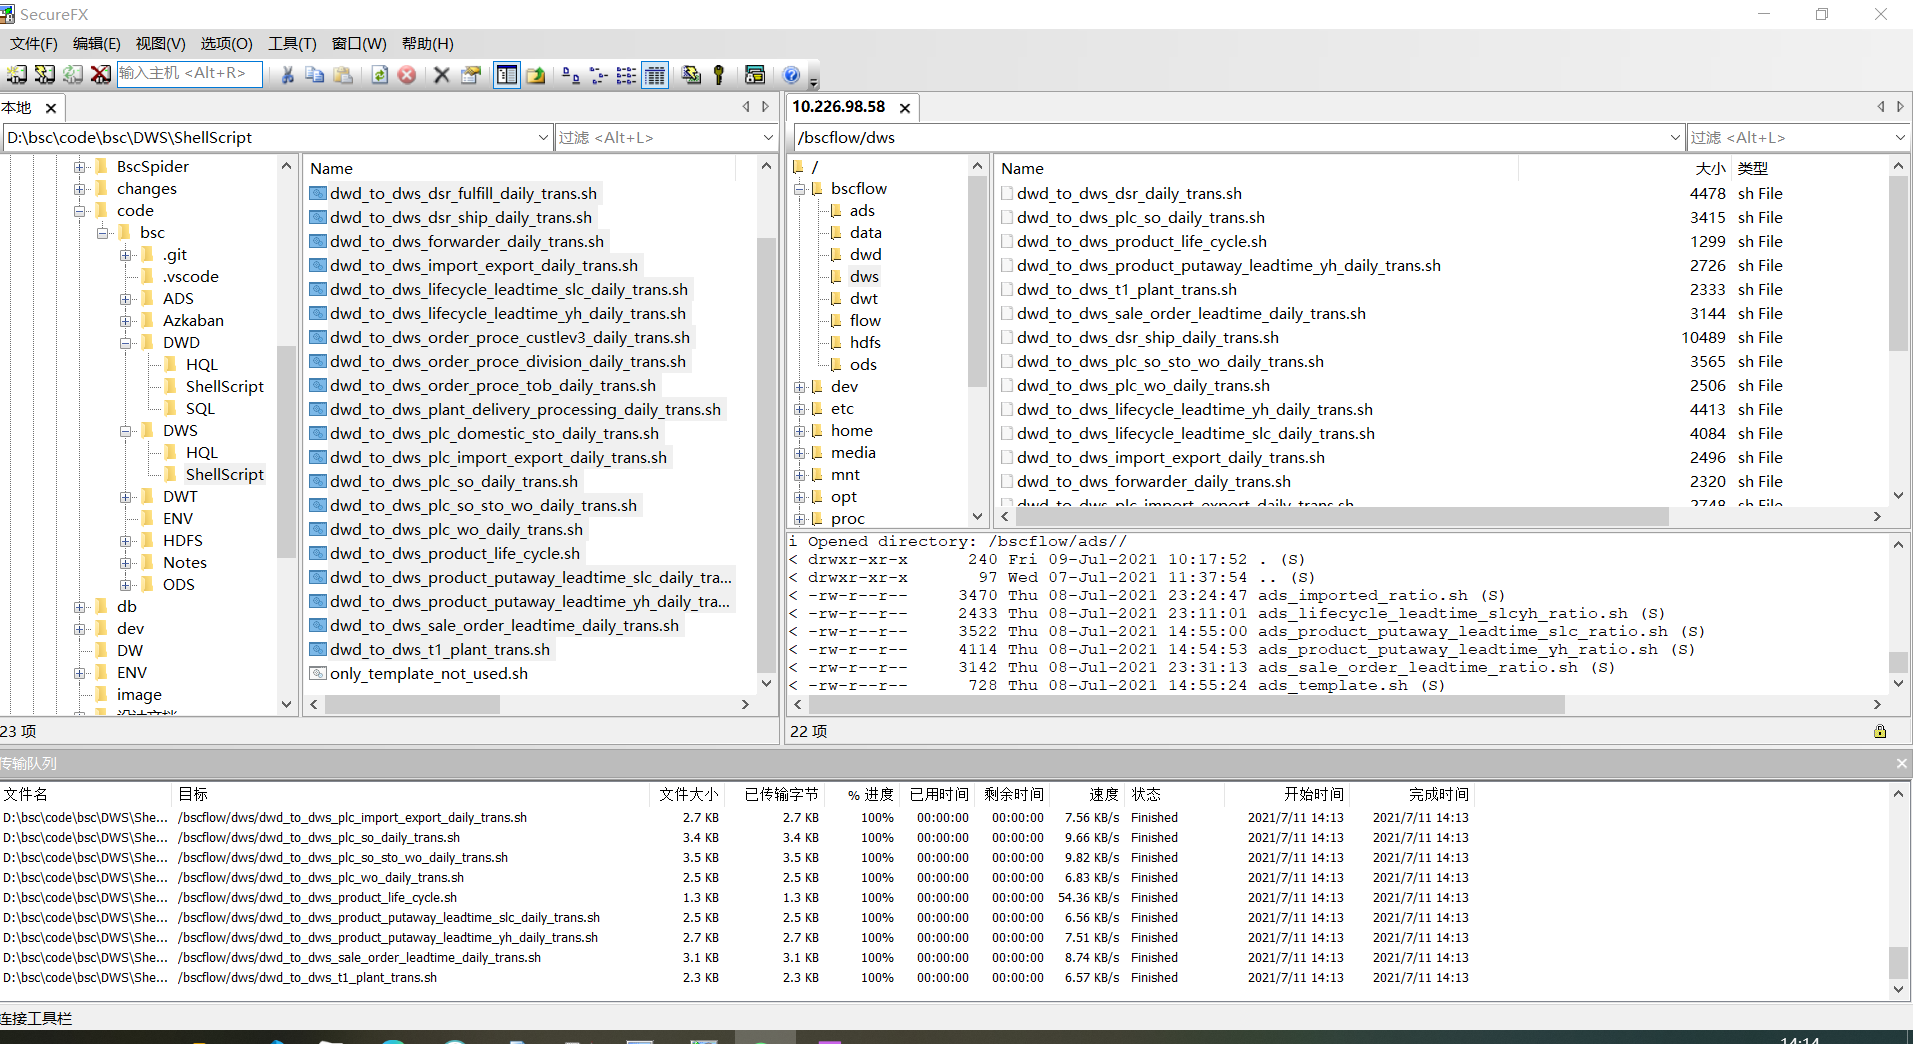 SecureFX
文件(F) 编辑(E) 视图(V) 选项(O) 工具(T) 窗口(W) 帮助(H)
输入主机 <Alt+R>
本地
D:\bsc\code\bsc\DWS\ShellScript
过滤 <Alt+L>
BscSpider
changes
code
bsc
.git
.vscode
ADS
Azkaban
DWD
HQL
ShellScript
SQL
DWS
HQL
ShellScript
DWT
ENV
HDFS
Notes
ODS
db
dev
DW
ENV
image
设计文档
Name
dwd_to_dws_dsr_fulfill_daily_trans.sh
dwd_to_dws_dsr_ship_daily_trans.sh
dwd_to_dws_forwarder_daily_trans.sh
dwd_to_dws_import_export_daily_trans.sh
dwd_to_dws_lifecycle_leadtime_slc_daily_trans.sh
dwd_to_dws_lifecycle_leadtime_yh_daily_trans.sh
dwd_to_dws_order_proce_custlev3_daily_trans.sh
dwd_to_dws_order_proce_division_daily_trans.sh
dwd_to_dws_order_proce_tob_daily_trans.sh
dwd_to_dws_plant_delivery_processing_daily_trans.sh
dwd_to_dws_plc_domestic_sto_daily_trans.sh
dwd_to_dws_plc_import_export_daily_trans.sh
dwd_to_dws_plc_so_daily_trans.sh
dwd_to_dws_plc_so_sto_wo_daily_trans.sh
dwd_to_dws_plc_wo_daily_trans.sh
dwd_to_dws_product_life_cycle.sh
dwd_to_dws_product_putaway_leadtime_slc_daily_tra...
dwd_to_dws_product_putaway_leadtime_yh_daily_tra...
dwd_to_dws_sale_order_leadtime_daily_trans.sh
dwd_to_dws_t1_plant_trans.sh
only_template_not_used.sh
23 项
10.226.98.58
/bscflow/dws
过滤 <Alt+L>
/
bscflow
ads
data
dwd
dws
dwt
flow
hdfs
ods
dev
etc
home
media
mnt
opt
proc
Name 大小 类型
dwd_to_dws_dsr_daily_trans.sh 4478 sh File
dwd_to_dws_plc_so_daily_trans.sh 3415 sh File
dwd_to_dws_product_life_cycle.sh 1299 sh File
dwd_to_dws_product_putaway_leadtime_yh_daily_trans.sh 2726 sh File
dwd_to_dws_t1_plant_trans.sh 2333 sh File
dwd_to_dws_sale_order_leadtime_daily_trans.sh 3144 sh File
dwd_to_dws_dsr_ship_daily_trans.sh 10489 sh File
dwd_to_dws_plc_so_sto_wo_daily_trans.sh 3565 sh File
dwd_to_dws_plc_wo_daily_trans.sh 2506 sh File
dwd_to_dws_lifecycle_leadtime_yh_daily_trans.sh 4413 sh File
dwd_to_dws_lifecycle_leadtime_slc_daily_trans.sh 4084 sh File
dwd_to_dws_import_export_daily_trans.sh 2496 sh File
dwd_to_dws_forwarder_daily_trans.sh 2320 sh File
dwd_to_dws_plc_import_export_daily_trans.sh 2748 sh File
i Opened directory: /bscflow/ads//
< drwxr-xr-x 240 Fri 09-Jul-2021 10:17:52 . (S)
< drwxr-xr-x 97 Wed 07-Jul-2021 11:37:54 .. (S)
< -rw-r--r-- 3470 Thu 08-Jul-2021 23:24:47 ads_imported_ratio.sh (S)
< -rw-r--r-- 2433 Thu 08-Jul-2021 23:11:01 ads_lifecycle_leadtime_slcyh_ratio.sh (S)
< -rw-r--r-- 3522 Thu 08-Jul-2021 14:55:00 ads_product_putaway_leadtime_slc_ratio.sh (S)
< -rw-r--r-- 4114 Thu 08-Jul-2021 14:54:53 ads_product_putaway_leadtime_yh_ratio.sh (S)
< -rw-r--r-- 3142 Thu 08-Jul-2021 23:31:13 ads_sale_order_leadtime_ratio.sh (S)
< -rw-r--r-- 728 Thu 08-Jul-2021 14:55:24 ads_template.sh (S)
22 项
传输队列
文件名 目标 文件大小 已传输字节 % 进度 已用时间 剩余时间 速度 状态 开始时间 完成时间
D:\bsc\code\bsc\DWS\She... /bscflow/dws/dwd_to_dws_plc_import_export_daily_trans.sh 2.7 KB 2.7 KB 100% 00:00:00 00:00:00 7.56 KB/s Finished 2021/7/11 14:13 2021/7/11 14:13
D:\bsc\code\bsc\DWS\She... /bscflow/dws/dwd_to_dws_plc_so_daily_trans.sh 3.4 KB 3.4 KB 100% 00:00:00 00:00:00 9.66 KB/s Finished 2021/7/11 14:13 2021/7/11 14:13
D:\bsc\code\bsc\DWS\She... /bscflow/dws/dwd_to_dws_plc_so_sto_wo_daily_trans.sh 3.5 KB 3.5 KB 100% 00:00:00 00:00:00 9.82 KB/s Finished 2021/7/11 14:13 2021/7/11 14:13
D:\bsc\code\bsc\DWS\She... /bscflow/dws/dwd_to_dws_plc_wo_daily_trans.sh 2.5 KB 2.5 KB 100% 00:00:00 00:00:00 6.83 KB/s Finished 2021/7/11 14:13 2021/7/11 14:13
D:\bsc\code\bsc\DWS\She... /bscflow/dws/dwd_to_dws_product_life_cycle.sh 1.3 KB 1.3 KB 100% 00:00:00 00:00:00 54.36 KB/s Finished 2021/7/11 14:13 2021/7/11 14:13
D:\bsc\code\bsc\DWS\She... /bscflow/dws/dwd_to_dws_product_putaway_leadtime_slc_daily_trans.sh 2.5 KB 2.5 KB 100% 00:00:00 00:00:00 6.56 KB/s Finished 2021/7/11 14:13 2021/7/11 14:13
D:\bsc\code\bsc\DWS\She... /bscflow/dws/dwd_to_dws_product_putaway_leadtime_yh_daily_trans.sh 2.7 KB 2.7 KB 100% 00:00:00 00:00:00 7.51 KB/s Finished 2021/7/11 14:13 2021/7/11 14:13
D:\bsc\code\bsc\DWS\She... /bscflow/dws/dwd_to_dws_sale_order_leadtime_daily_trans.sh 3.1 KB 3.1 KB 100% 00:00:00 00:00:00 8.74 KB/s Finished 2021/7/11 14:13 2021/7/11 14:13
D:\bsc\code\bsc\DWS\She... /bscflow/dws/dwd_to_dws_t1_plant_trans.sh 2.3 KB 2.3 KB 100% 00:00:00 00:00:00 6.57 KB/s Finished 2021/7/11 14:13 2021/7/11 14:13
连接工具栏
14:14